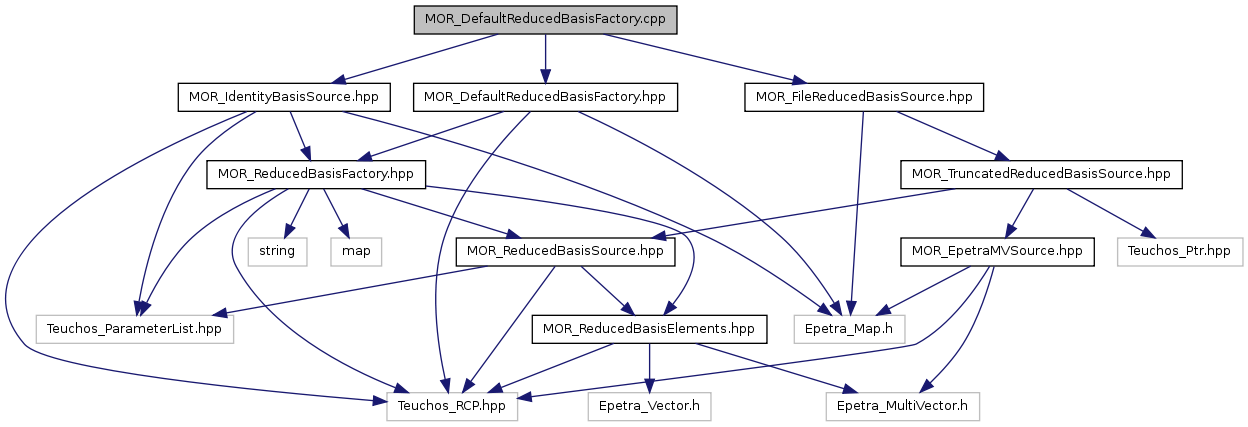 MOR_DefaultReducedBasisFactory.cpp
MOR_IdentityBasisSource.hpp
MOR_DefaultReducedBasisFactory.hpp
MOR_FileReducedBasisSource.hpp
MOR_ReducedBasisFactory.hpp
MOR_TruncatedReducedBasisSource.hpp
string
map
MOR_ReducedBasisSource.hpp
MOR_EpetraMVSource.hpp
Teuchos_Ptr.hpp
Teuchos_ParameterList.hpp
MOR_ReducedBasisElements.hpp
Epetra_Map.h
Teuchos_RCP.hpp
Epetra_Vector.h
Epetra_MultiVector.h